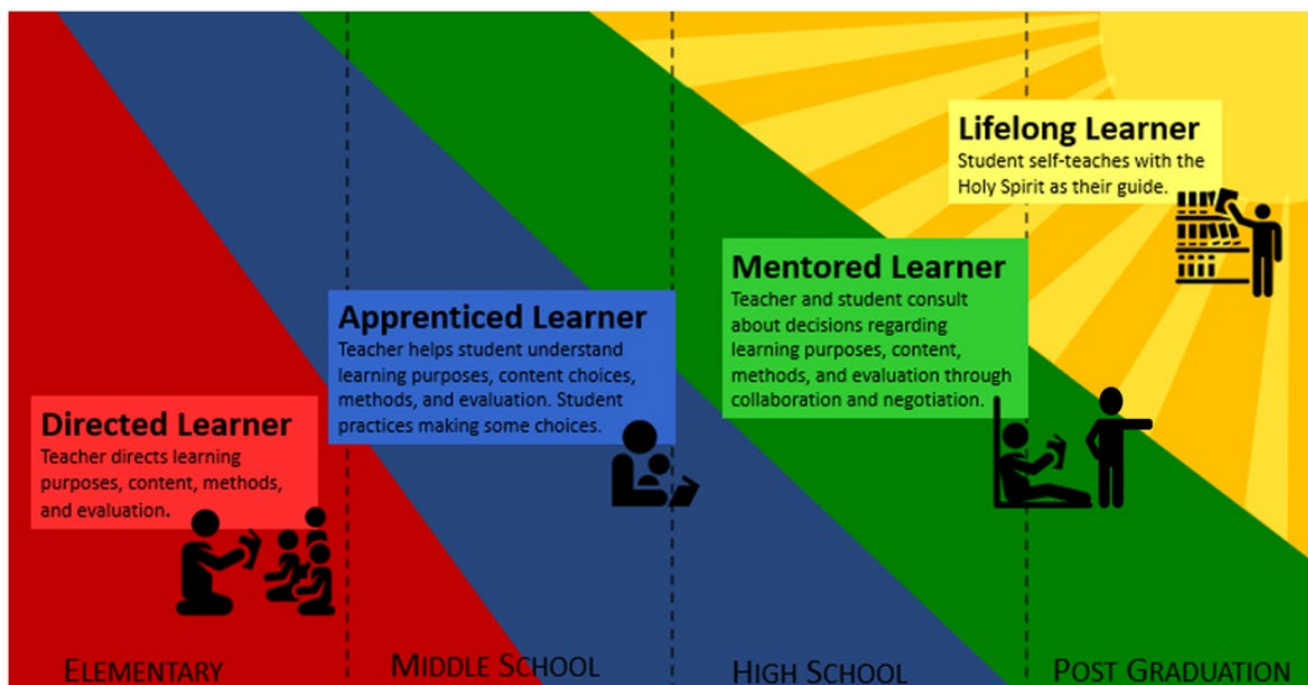 Lifelong Learner
Student self-teaches with the
Holy Spirit as their guide.
Mentored Learner
Teacher and student consult
about decisions regarding
learning purposes, content,
methods, and evaluation through
collaboration and negotiation.
Apprenticed Learner
Teacher helps student understand
learning purposes, content choices,
methods, and evaluation. Student
practices making some choices.
Directed Learner
Teacher directs learning
purposes, content, methods,
and evaluation.
ELEMENTARY
MIDDLE SCHOOL
HIGH SCHOOL
POST GRADUATION